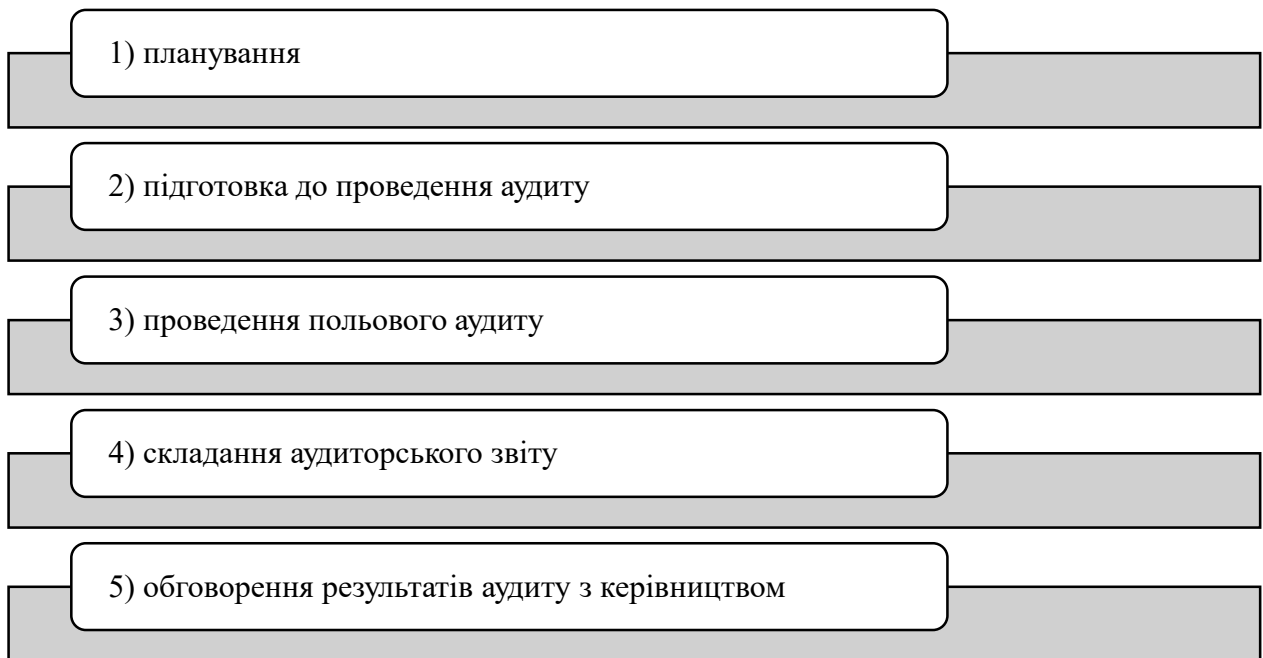 1) планування
2) підготовка до проведення аудиту
3) проведення польового аудиту
4) складання аудиторського звіту
5) обговорення результатів аудиту з керівництвом